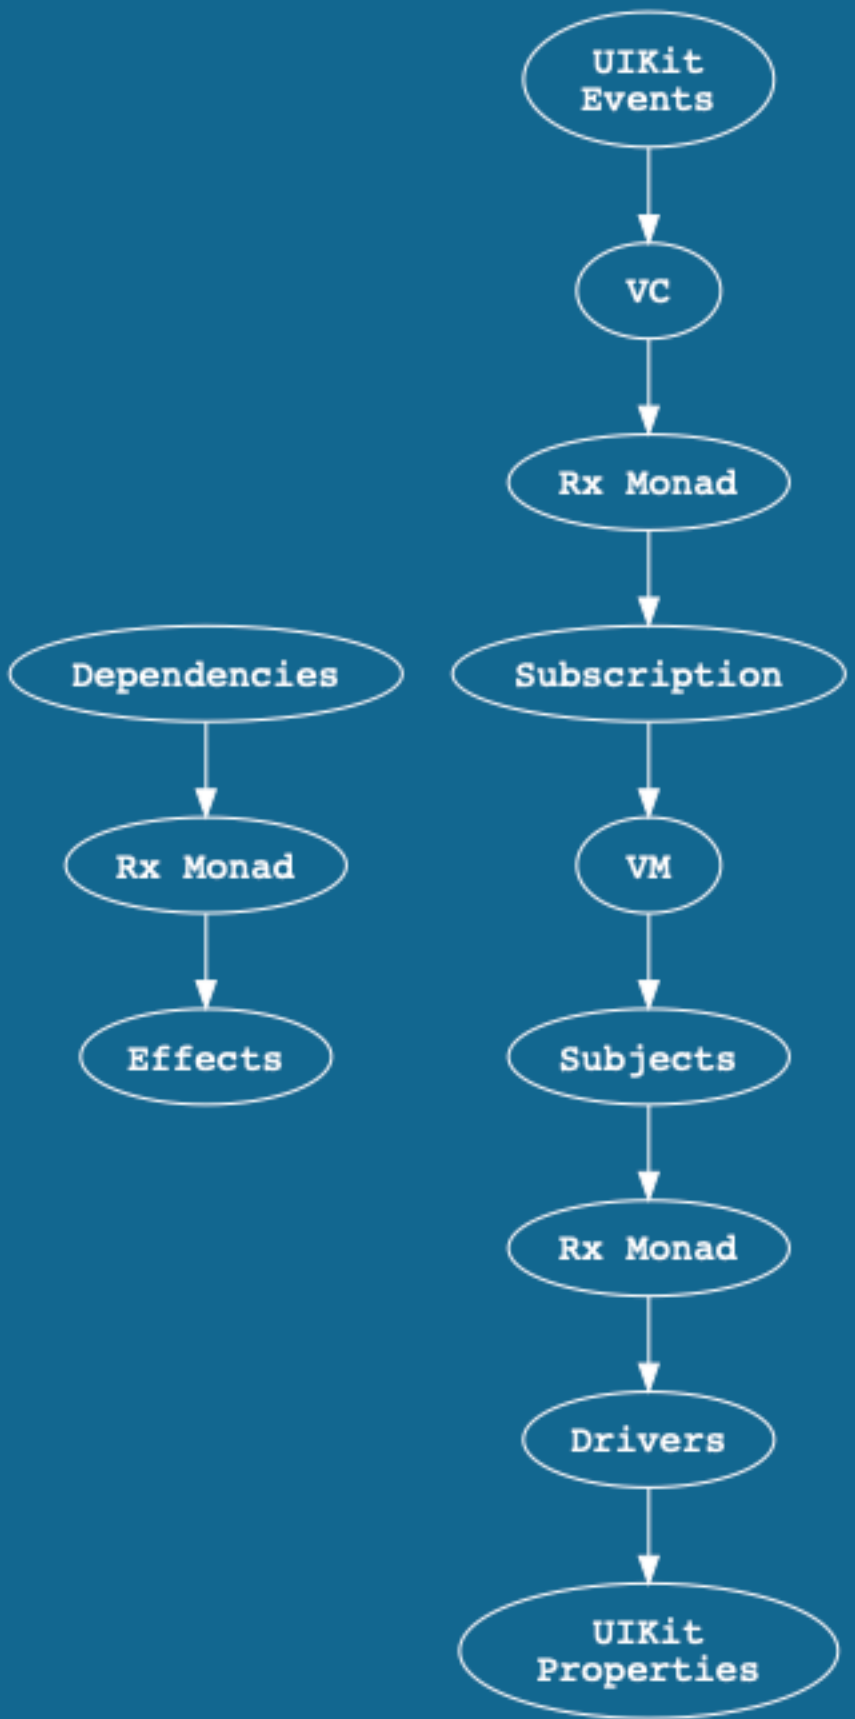 UIKit
Events
VC
Rx Monad
Subscription
VM
Subjects
Rx Monad
Drivers
UIKit
Properties
Dependencies
Rx Monad
Effects